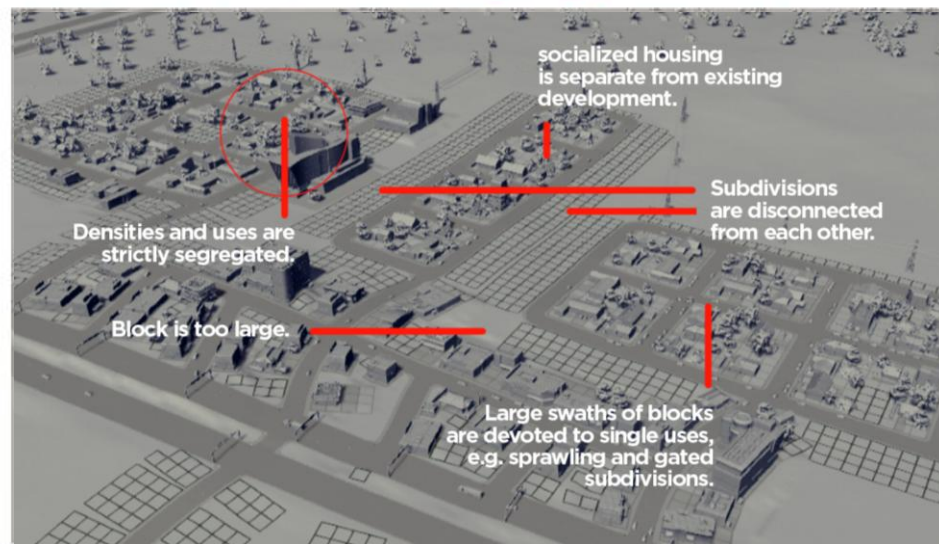 socialized housing
is separate from existing
development.
Subdivisions
are disconnected
from each other.
Densities and uses are
strictly segregated.
Block is too large.
Large swaths of blocks
are devoted to single uses,
e.g. sprawling and gated
subdivisions.